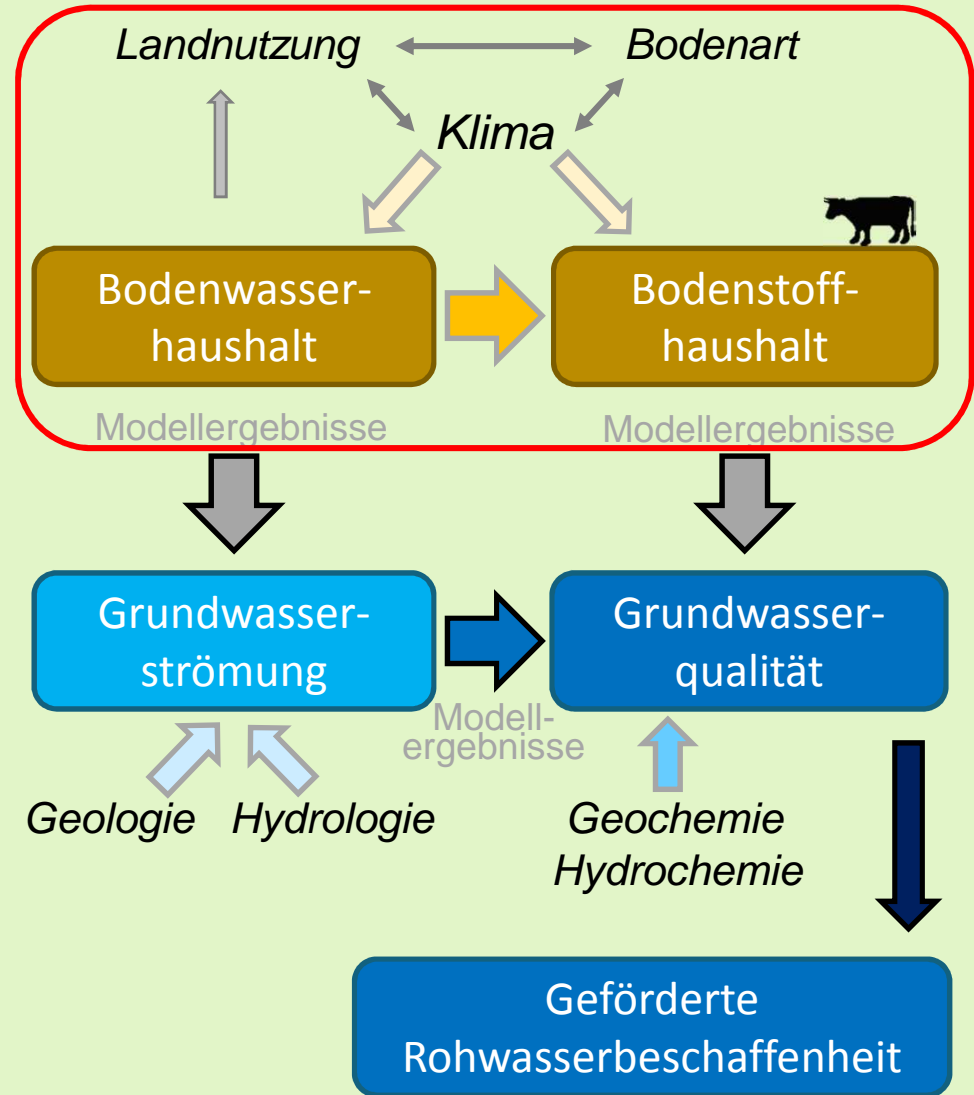 Landnutzung
Bodenart
Klima
Bodenwasser-
haushalt
Bodenstoff-
haushalt
Modellergebnisse
Modellergebnisse
Grundwasser-
strömung
Grundwasser-
qualität
Modell-
ergebnisse
Geologie
Hydrologie
Geochemie
Hydrochemie
Geförderte
Rohwasserbeschaffenheit